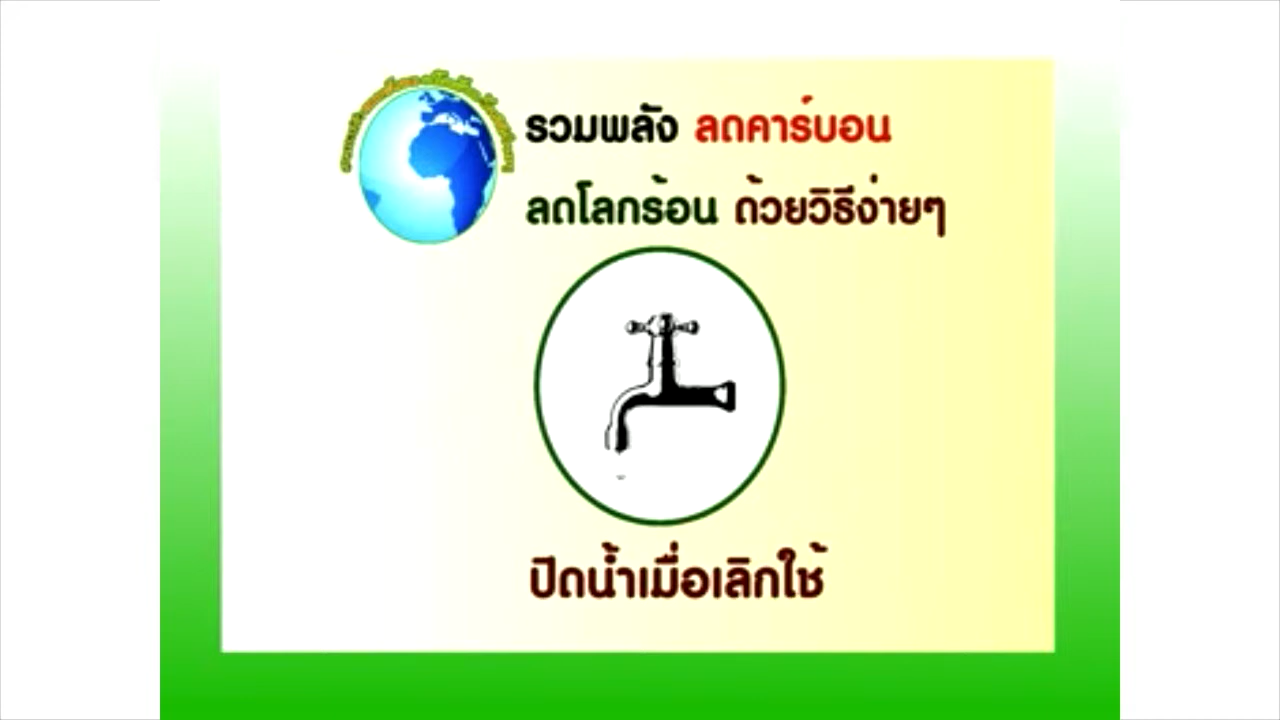 รวมพลัง ลดคาร์บอน
ลดโลกร้อน ด้วยวิธีง่ายๆ
ปิดน้ำเมื่อเลิกใช้